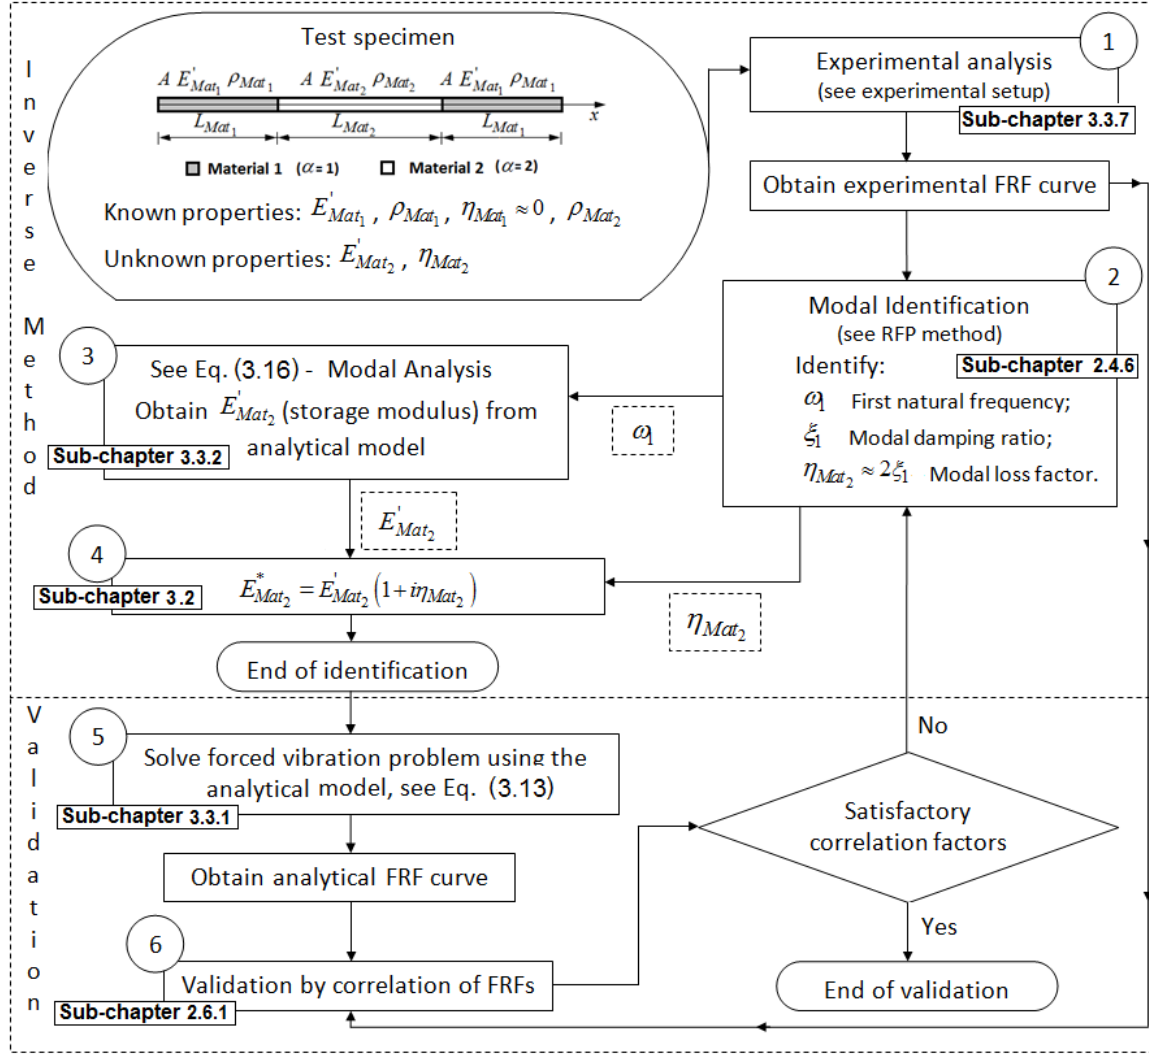 Inverse Method
Test specimen
A E'Mat₁ ρMat₁ A E'Mat₂ ρMat₂ A E'Mat₁ ρMat₁
x
LMat₁ LMat₂ LMat₁
Material 1 (α=1) Material 2 (α=2)
Known properties: E'Mat₁ , ρMat₁ , ηMat₁ ≈ 0 , ρMat₂
Unknown properties: E'Mat₂ , ηMat₂
1
Experimental analysis
(see experimental setup)
Sub-chapter 3.3.7
Obtain experimental FRF curve
2
Modal Identification
(see RFP method)
Sub-chapter 2.4.6
Identify:
ω₁ First natural frequency;
ξ₁ Modal damping ratio;
ηMat₂ ≈ 2ξ₁ Modal loss factor.
ω₁
3
See Eq. (3.16) - Modal Analysis
Obtain E'Mat₂ (storage modulus) from
analytical model
Sub-chapter 3.3.2
E'Mat₂
4
E*Mat₂ = E'Mat₂ (1+iηMat₂)
Sub-chapter 3.2
ηMat₂
End of identification
Validation
5
Solve forced vibration problem using the
analytical model, see Eq. (3.13)
Sub-chapter 3.3.1
Obtain analytical FRF curve
6
Validation by correlation of FRFs
Sub-chapter 2.6.1
No
Satisfactory
correlation factors
Yes
End of validation